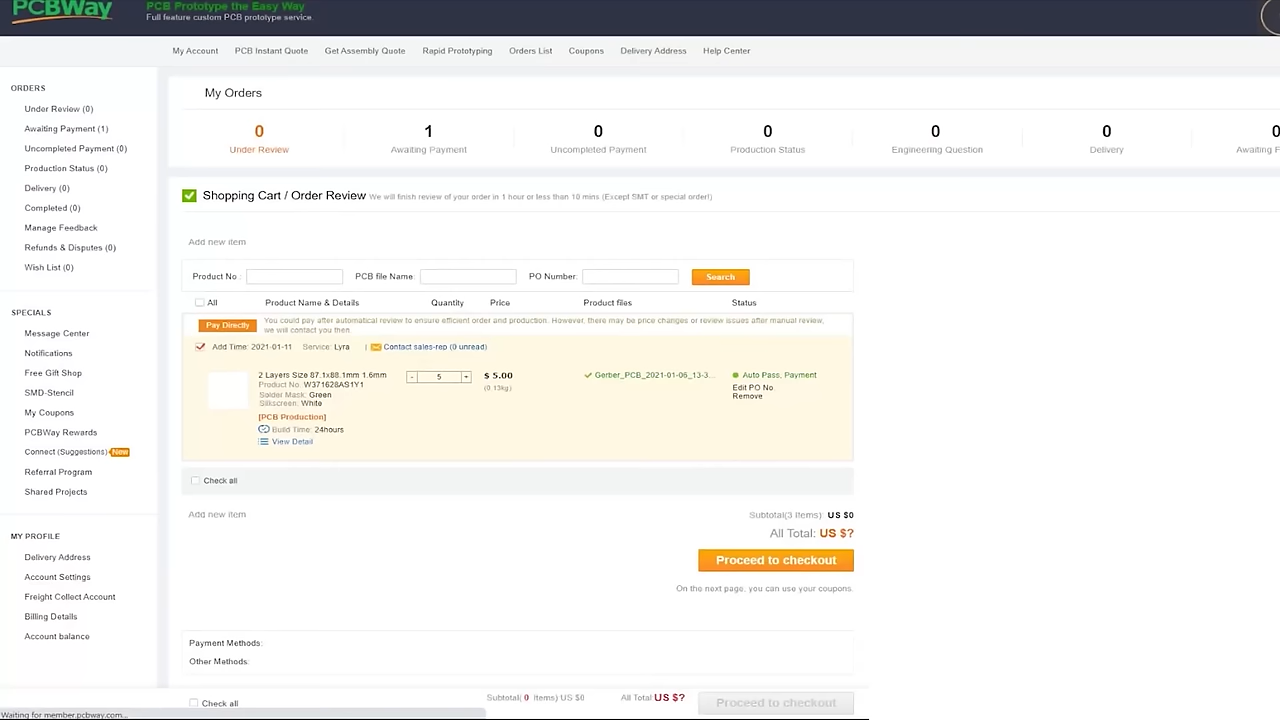 PCBWay
PCB Prototype the Easy Way
Full feature custom PCB prototype service.
My Account PCB Instant Quote Get Assembly Quote Rapid Prototyping Orders List Coupons Delivery Address Help Center
ORDERS
Under Review (0)
Awaiting Payment (1)
Uncompleted Payment (0)
Production Status (0)
Delivery (0)
Completed (0)
Manage Feedback
Refunds & Disputes (0)
Wish List (0)
SPECIALS
Message Center
Notifications
Free Gift Shop
SMD-Stencil
My Coupons
PCBWay Rewards
Connect (Suggestions) New
Referral Program
Shared Projects
MY PROFILE
Delivery Address
Account Settings
Freight Collect Account
Billing Details
Account balance
My Orders
0 1 0 0 0 0 0
Under Review Awaiting Payment Uncompleted Payment Production Status Engineering Question Delivery Awaiting F
Shopping Cart / Order Review We will finish review of your order in 1 hour or less than 10 mins (Except SMT or special order!)
Add new item
Product No.: PCB file Name: PO Number: Search
All Product Name & Details Quantity Price Product files Status
Pay Directly You could pay after automatical review to ensure efficient order and production. However, there may be price changes or review issues after manual review,
we will contact you then.
Add Time: 2021-01-11 Service: Lyra | Contact sales-rep (0 unread)
2 Layers Size 87.1x88.1mm 1.6mm - 5 + $ 5.00 Gerber_PCB_2021-01-06_13-3... Auto Pass, Payment
Product No: W371628AS1Y1 (0.13kg) Edit PO No
Solder Mask: Green Remove
Silkscreen: White
[PCB Production]
Build Time: 24hours
View Detail
Check all
Add new item Subtotal(3 Items): US $0
All Total: US $?
Proceed to checkout
On the next page, you can use your coupons.
Payment Methods:
Other Methods:
Check all Subtotal( 0 Items) US $0 All Total US $? Proceed to checkout
Waiting for member.pcbway.com...